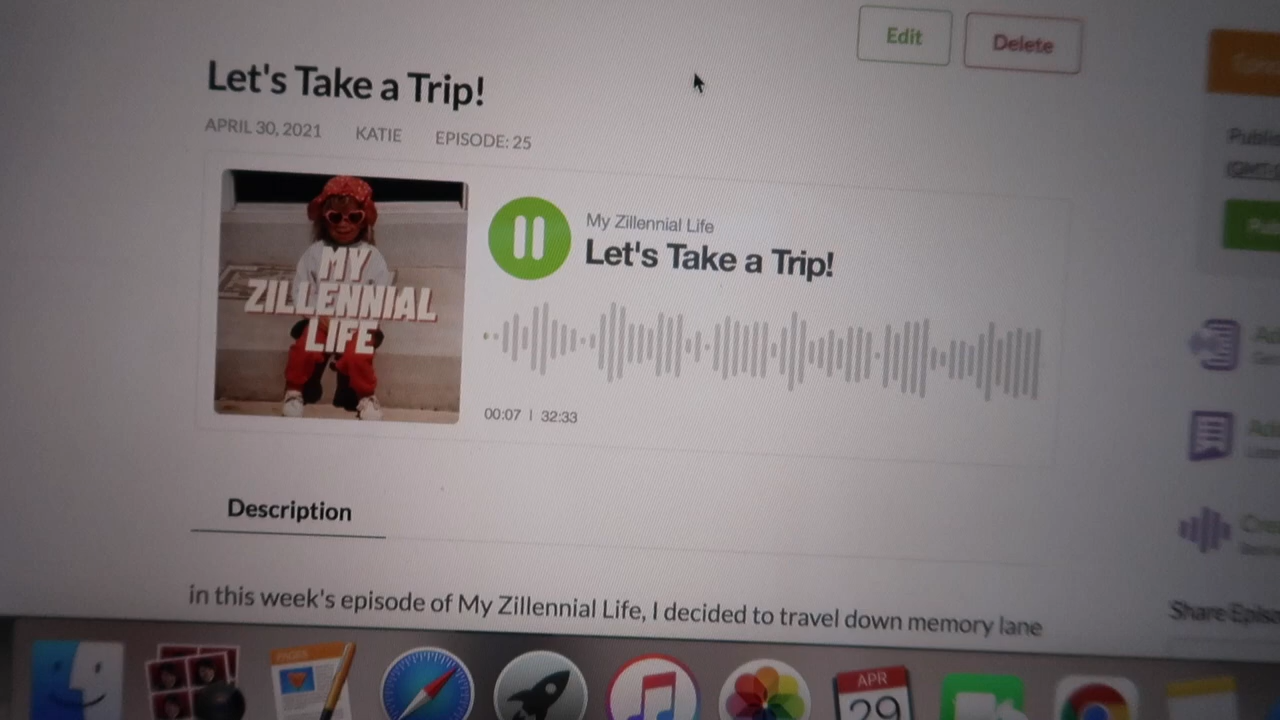 Edit
Delete
Let's Take a Trip!
APRIL 30, 2021 KATIE EPISODE: 25
MY
ZILLENNIAL
LIFE
My Zillennial Life
Let's Take a Trip!
00:07 | 32:33
Description
in this week's episode of My Zillennial Life, I decided to travel down memory lane
Share
PAGES
APR
29